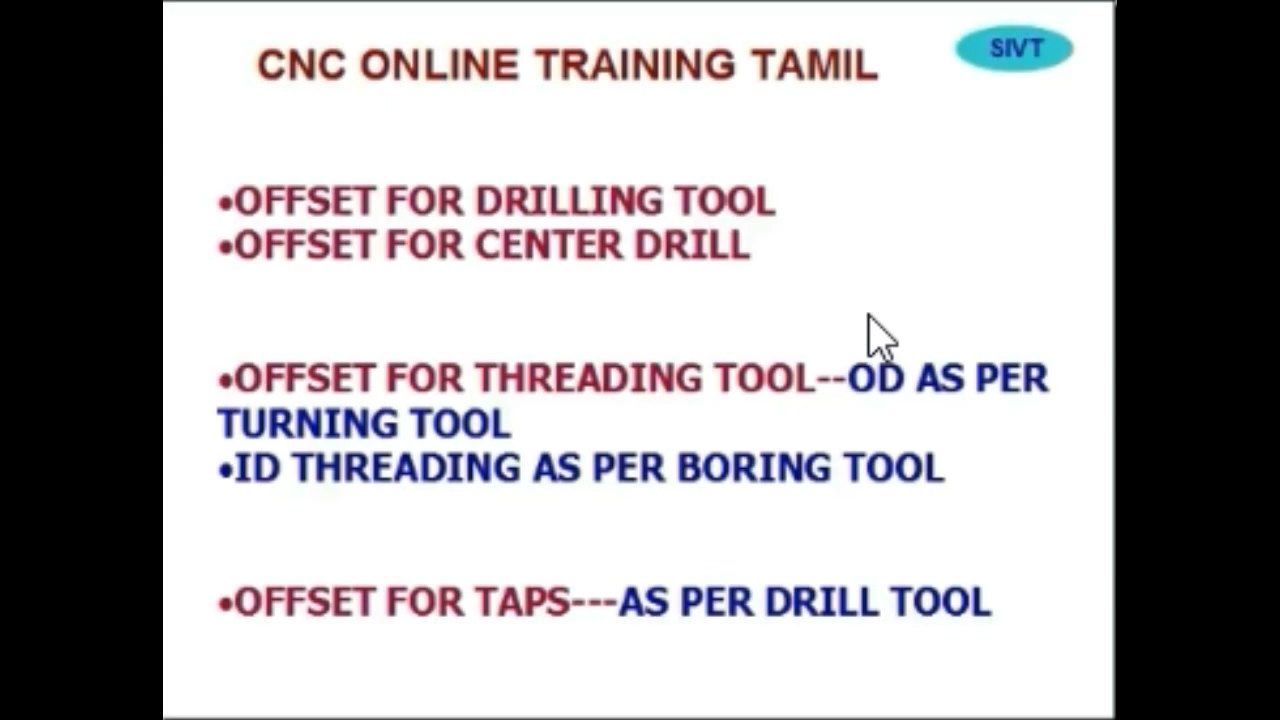 CNC ONLINE TRAINING TAMIL
SIVT
•OFFSET FOR DRILLING TOOL
•OFFSET FOR CENTER DRILL
•OFFSET FOR THREADING TOOL--OD AS PER
TURNING TOOL
•ID THREADING AS PER BORING TOOL
•OFFSET FOR TAPS---AS PER DRILL TOOL